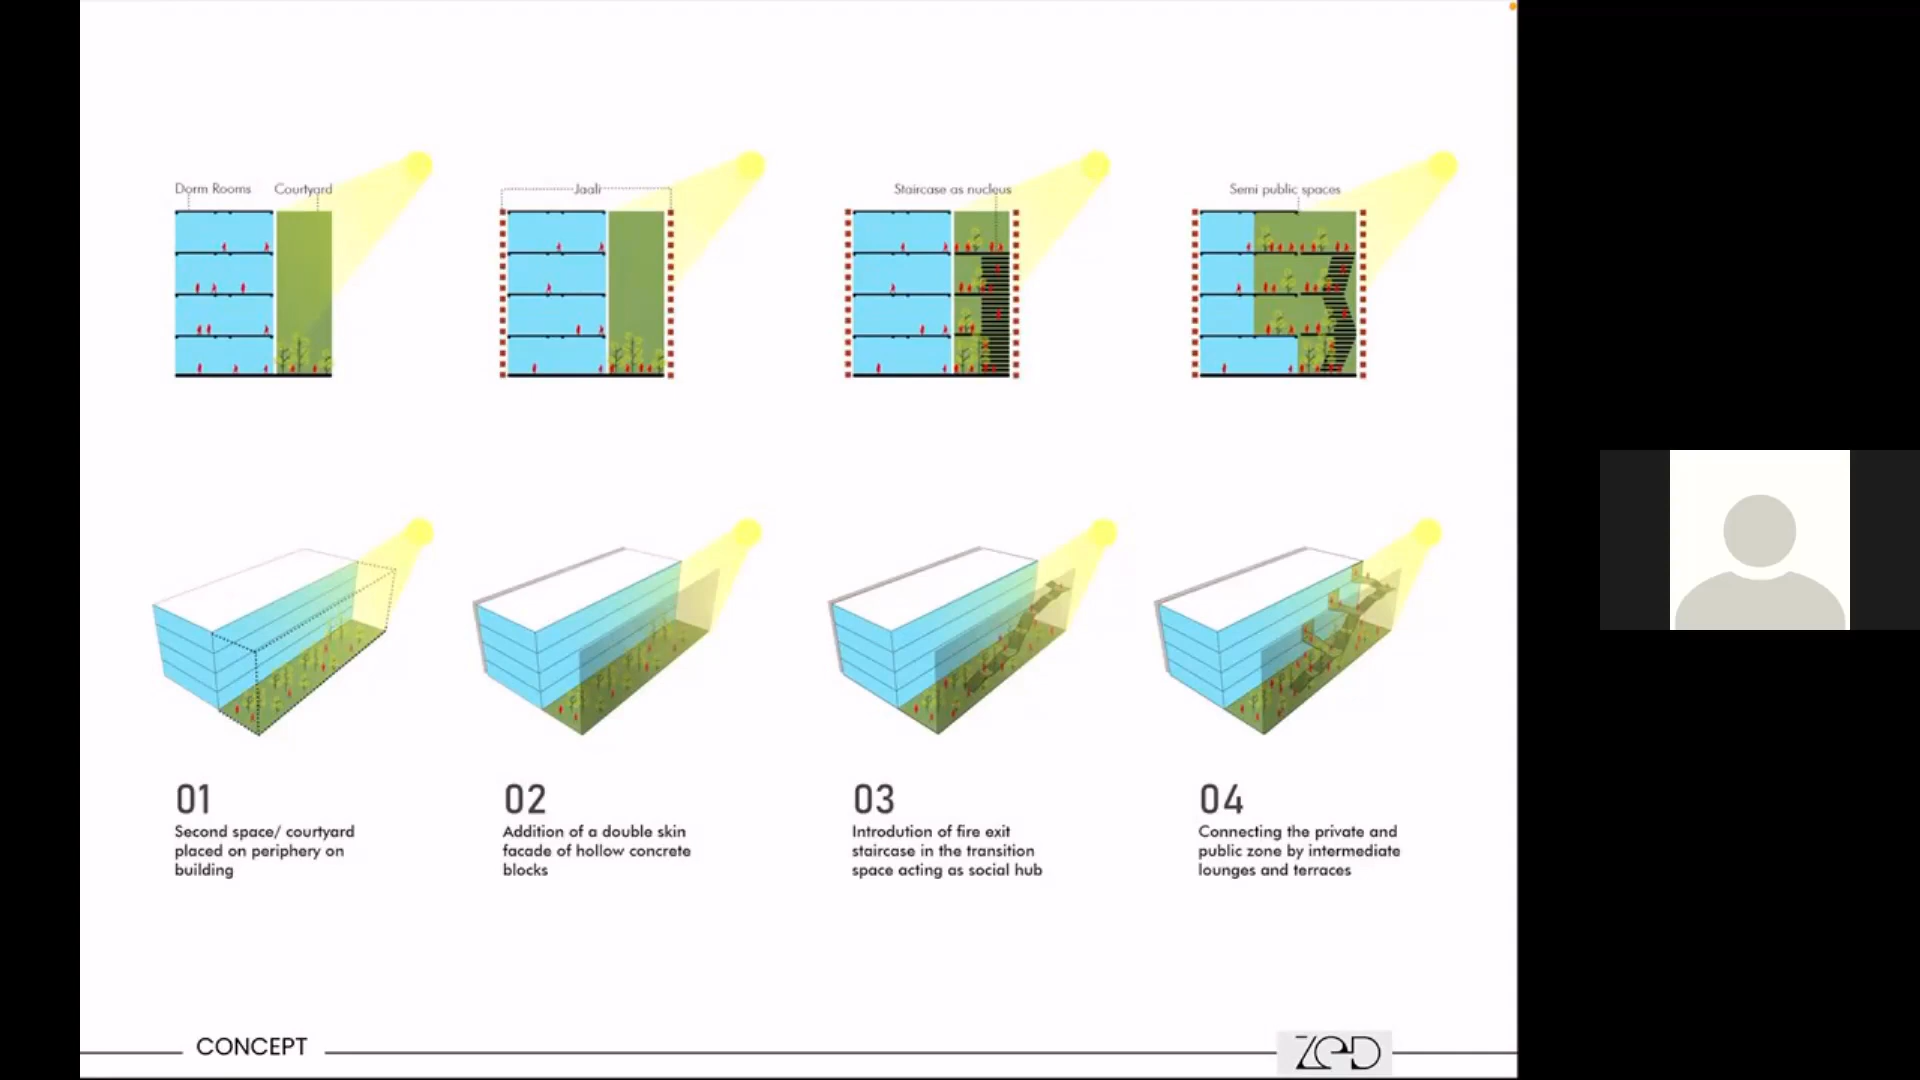 Dorm Rooms Courtyard
Jaali
Staircase as nucleus
Semi public spaces
01
Second space/ courtyard
placed on periphery on
building
02
Addition of a double skin
facade of hollow concrete
blocks
03
Introdution of fire exit
staircase in the transition
space acting as social hub
04
Connecting the private and
public zone by intermediate
lounges and terraces
CONCEPT
ZED